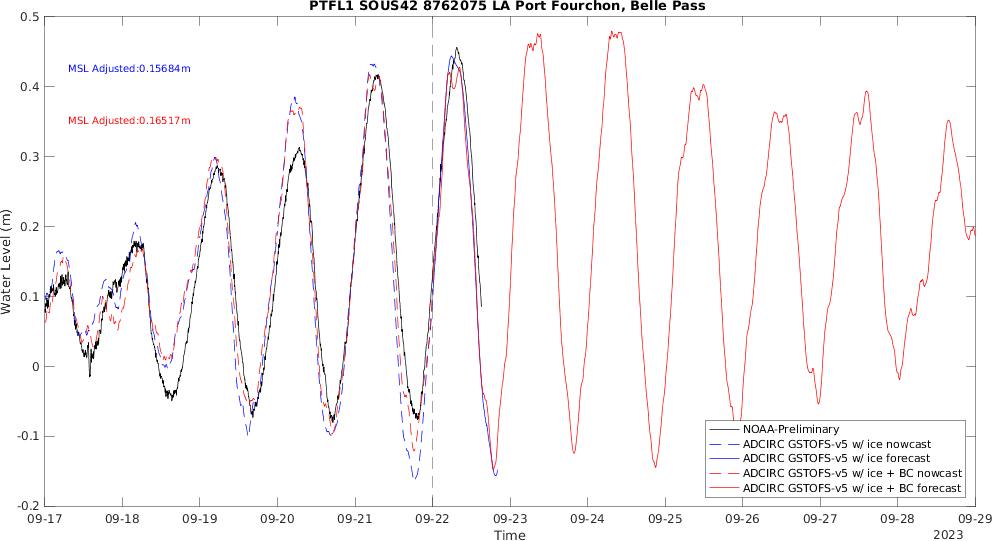 PTFL1 SOUS42 8762075 LA Port Fourchon, Belle Pass
MSL Adjusted:0.15684m
MSL Adjusted:0.16517m
Water Level (m)
0.5
0.4
0.3
0.2
0.1
0
-0.1
-0.2
NOAA-Preliminary
ADCIRC GSTOFS-v5 w/ ice nowcast
ADCIRC GSTOFS-v5 w/ ice forecast
ADCIRC GSTOFS-v5 w/ ice + BC nowcast
ADCIRC GSTOFS-v5 w/ ice + BC forecast
09-17 09-18 09-19 09-20 09-21 09-22 09-23 09-24 09-25 09-26 09-27 09-28 09-29
Time
2023